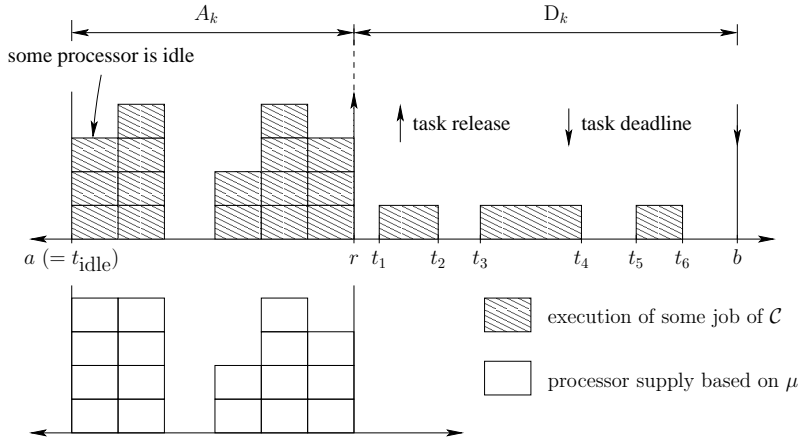 A_k
D_k
some processor is idle
task release
task deadline
a (= t_idle)
r
t_1
t_2
t_3
t_4
t_5
t_6
b
execution of some job of 𝒞
processor supply based on μ